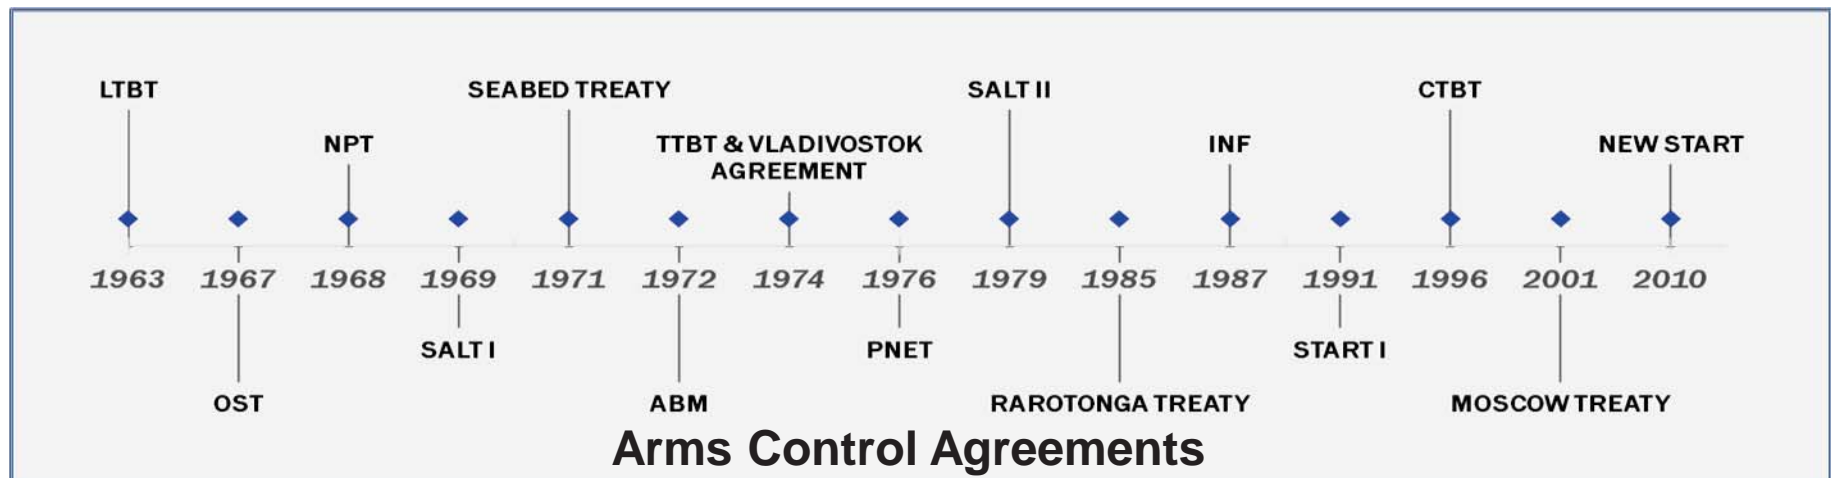 LTBT
SEABED TREATY
SALT II
CTBT
NPT
TTBT & VLADIVOSTOK
AGREEMENT
INF
NEW START
1963 1967 1968 1969 1971 1972 1974 1976 1979 1985 1987 1991 1996 2001 2010
SALT I
PNET
START I
OST
ABM
RAROTONGA TREATY
MOSCOW TREATY
Arms Control Agreements